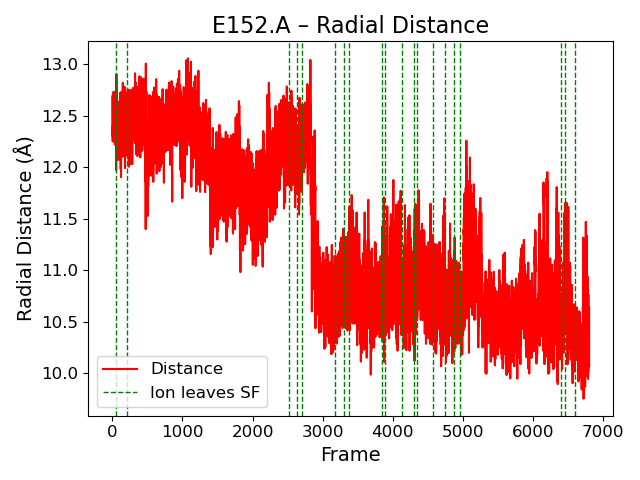 E152.A – Radial Distance
Radial Distance (Å)
13.0
12.5
12.0
11.5
11.0
10.5
10.0
Distance
Ion leaves SF
0 1000 2000 3000 4000 5000 6000 7000
Frame